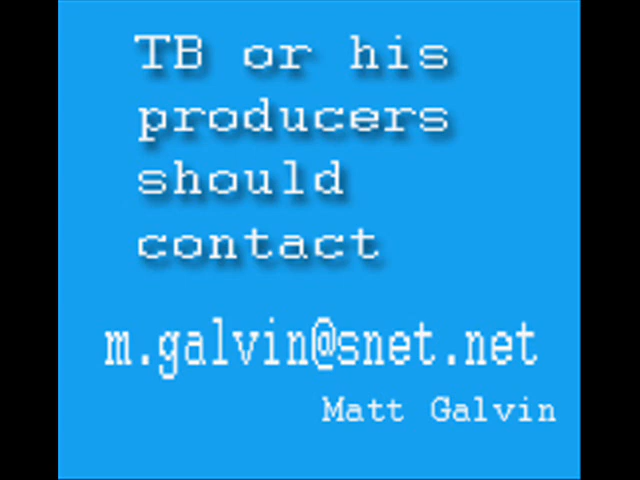 TB or his
producers
should
contact
m.galvin@snet.net
Matt Galvin